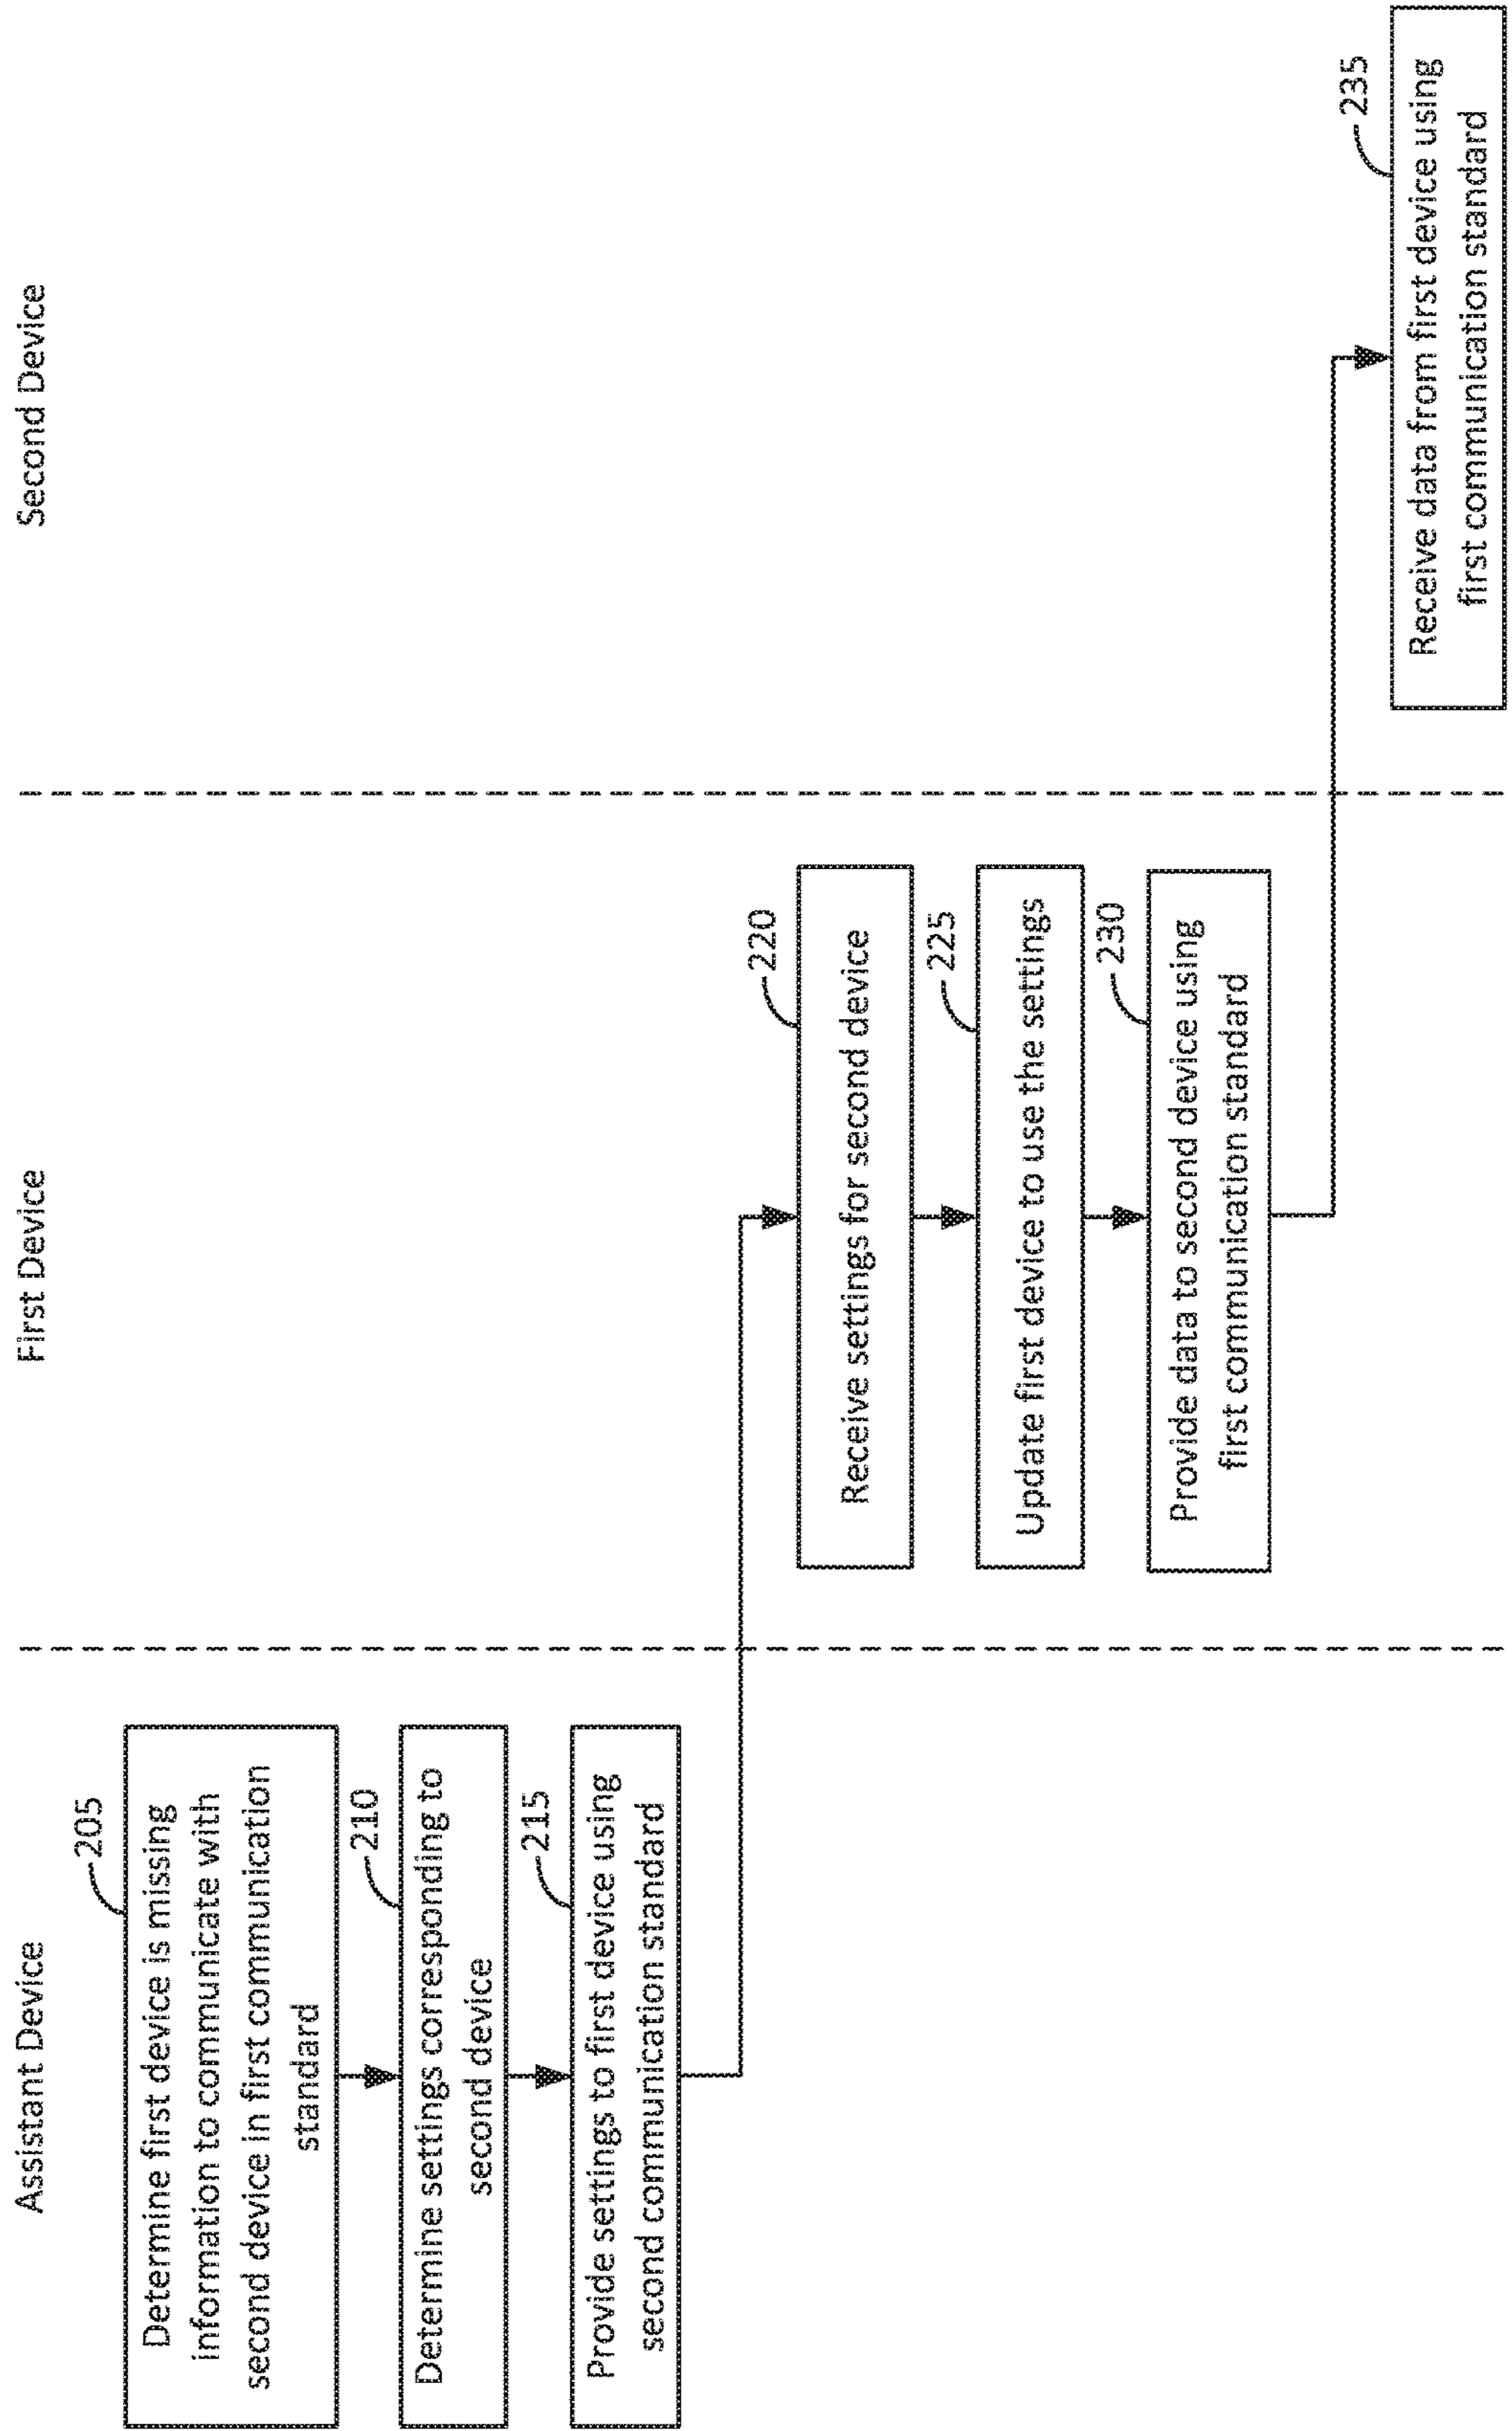 Assistant Device
First Device
Second Device
205
Determine first device is missing
information to communicate with
second device in first communication
standard
210
Determine settings corresponding to
second device
215
Provide settings to first device using
second communication standard
220
Receive settings for second device
225
Update first device to use the settings
230
Provide data to second device using
first communication standard
235
Receive data from first device using
first communication standard